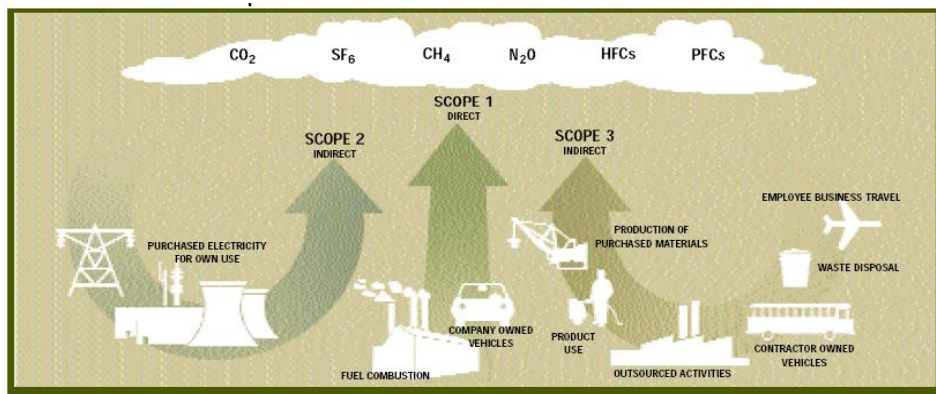 CO₂ SF₆ CH₄ N₂O HFCs PFCs
SCOPE 1
DIRECT
SCOPE 2
INDIRECT
SCOPE 3
INDIRECT
EMPLOYEE BUSINESS TRAVEL
PURCHASED ELECTRICITY
FOR OWN USE
PRODUCTION OF
PURCHASED MATERIALS
WASTE DISPOSAL
COMPANY OWNED
VEHICLES
PRODUCT
USE
CONTRACTOR OWNED
VEHICLES
FUEL COMBUSTION
OUTSOURCED ACTIVITIES